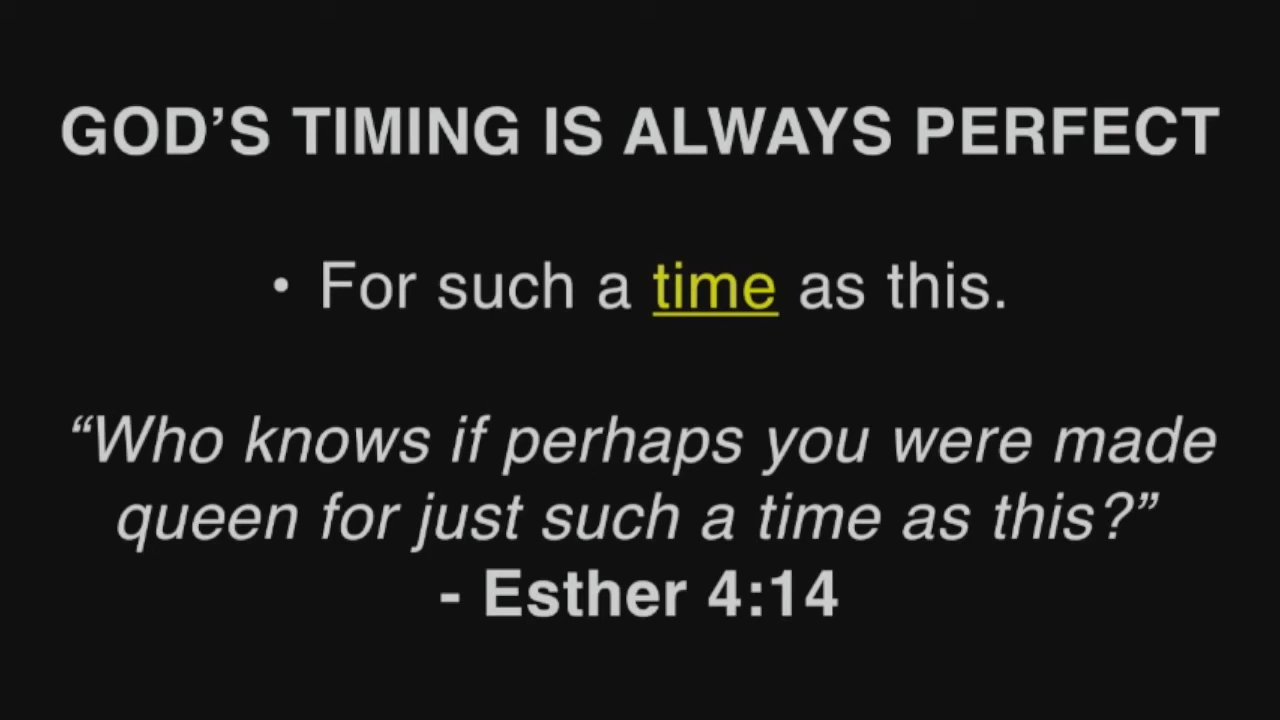 GOD’S TIMING IS ALWAYS PERFECT
• For such a time as this.
“Who knows if perhaps you were made
queen for just such a time as this?”
- Esther 4:14